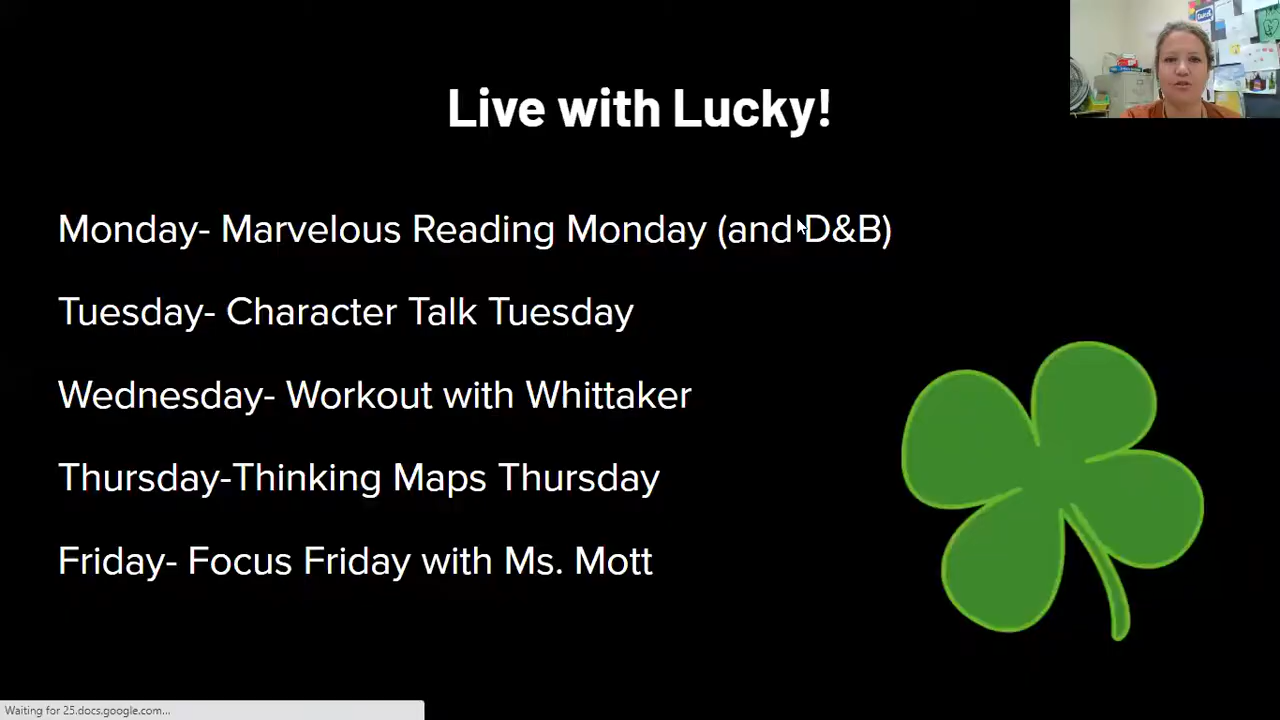 Live with Lucky!
Monday- Marvelous Reading Monday (and D&B)
Tuesday- Character Talk Tuesday
Wednesday- Workout with Whittaker
Thursday-Thinking Maps Thursday
Friday- Focus Friday with Ms. Mott
Waiting for 25.docs.google.com...